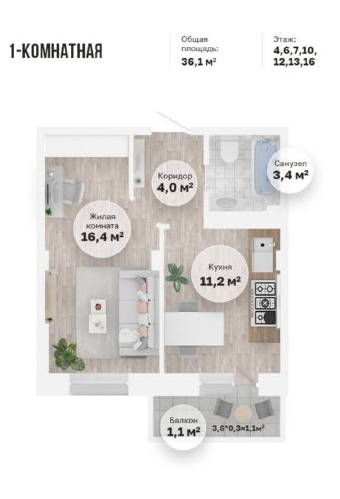 1-КОМНАТНАЯ
Общая
площадь:
36,1 м²
Этаж:
4,6,7,10,
12,13,16
Коридор
4,0 м²
Санузел
3,4 м²
Жилая
комната
16,4 м²
Кухня
11,2 м²
Балкон
1,1 м²
3,6*0,3=1,1м²